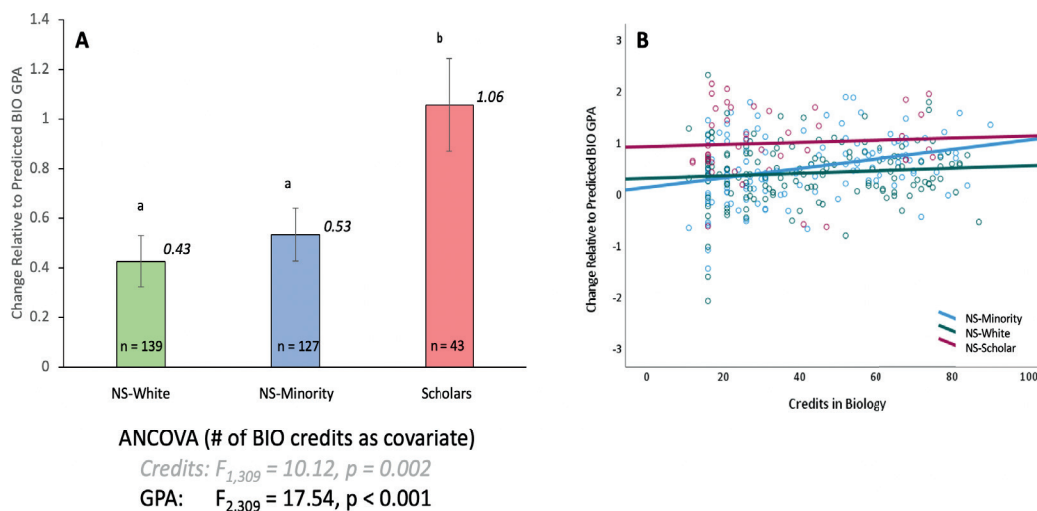 A
Change Relative to Predicted BIO GPA
1.4
1.2
1
0.8
0.6
0.4
0.2
0
a
0.43
a
0.53
b
1.06
n = 139
n = 127
n = 43
NS-White
NS-Minority
Scholars
ANCOVA (# of BIO credits as covariate)
Credits: F1,309 = 10.12, p = 0.002
GPA: F2,309 = 17.54, p < 0.001
B
Change Relative to Predicted BIO GPA
3
2
1
0
-1
-2
-3
NS-Minority
NS-White
NS-Scholar
0 20 40 60 80 100
Credits in Biology